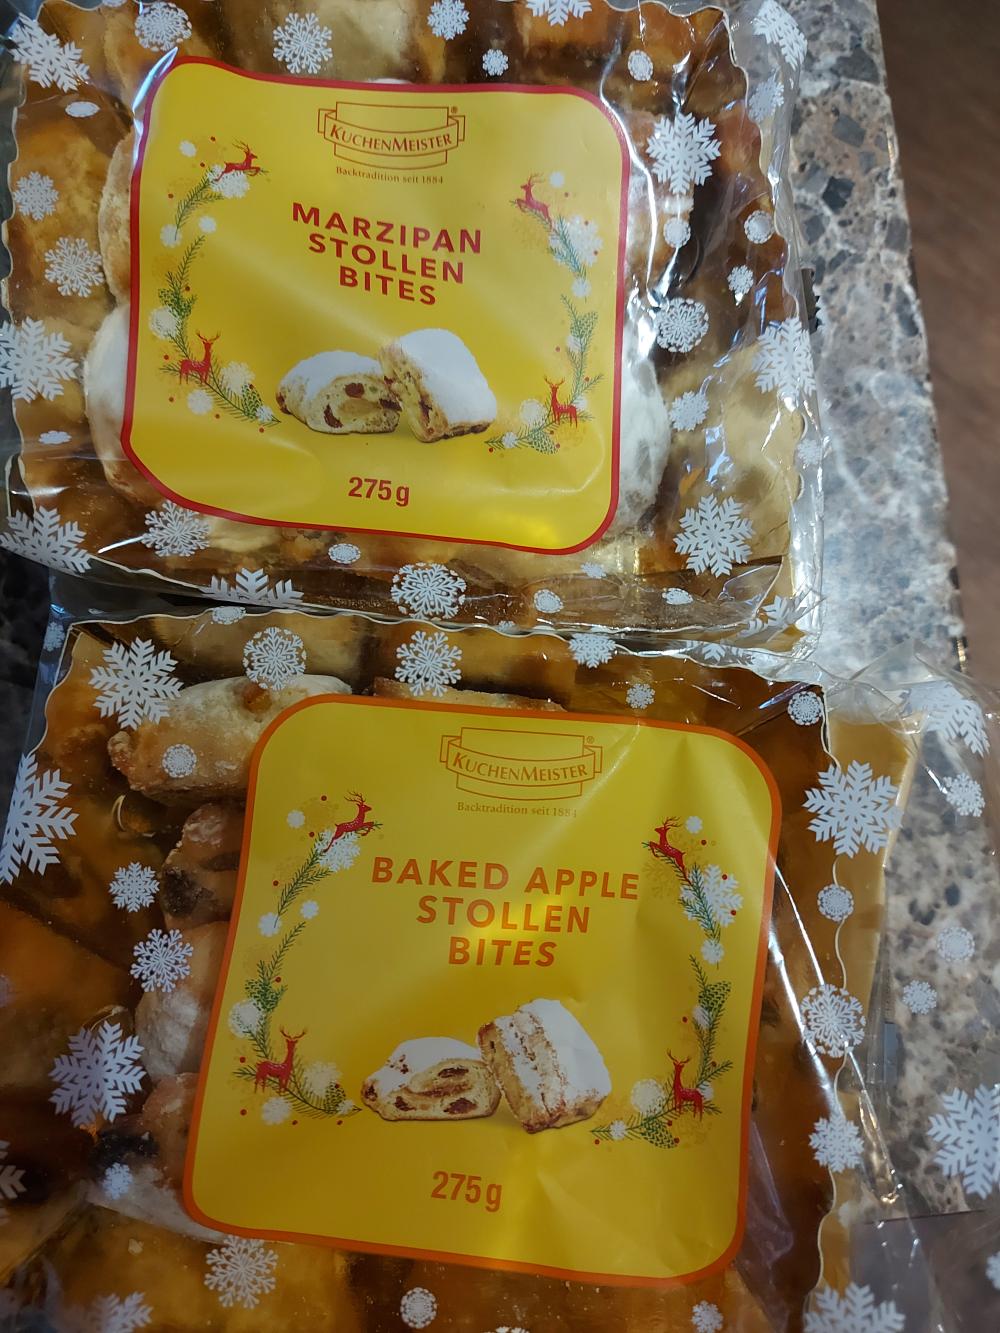 KUCHENMEISTER®
Backtradition seit 1884
MARZIPAN
STOLLEN
BITES
275g
KUCHENMEISTER®
Backtradition seit 1884
BAKED APPLE
STOLLEN
BITES
275g